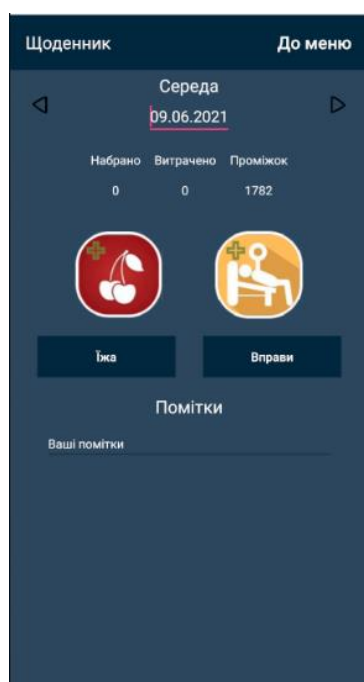 Щоденник До меню
Середа
09.06.2021
Набрано Витрачено Проміжок
0 0 1782
Їжа Вправи
Помітки
Ваші помітки